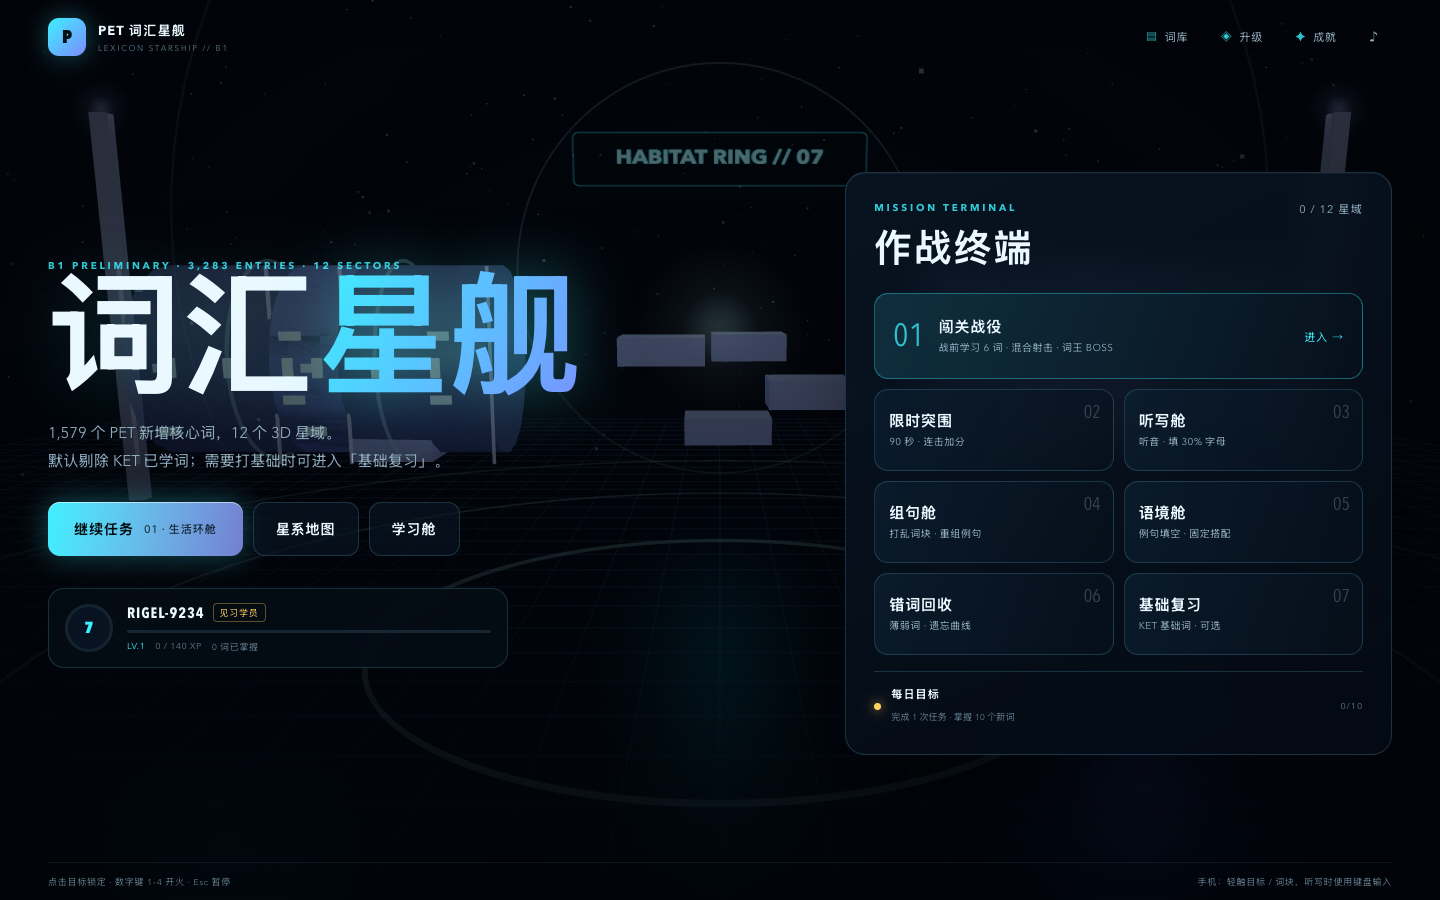 P
PET 词汇星舰
LEXICON STARSHIP // B1
词库
升级
成就
HABITAT RING // 07
B1 PRELIMINARY · 3,283 ENTRIES · 12 SECTORS
词汇星舰
1,579 个 PET 新增核心词，12 个 3D 星域。
默认剔除 KET 已学词；需要打基础时可进入「基础复习」。
继续任务 01 · 生活环舱
星系地图
学习舱
7
RIGEL-9234 见习学员
LV.1 0 / 140 XP 0 词已掌握
MISSION TERMINAL
0 / 12 星域
作战终端
01
闯关战役
战前学习 6 词 · 混合射击 · 词王 BOSS
进入 →
限时突围
02
90 秒 · 连击加分
听写舱
03
听音 · 填 30% 字母
组句舱
04
打乱词块 · 重组例句
语境舱
05
例句填空 · 固定搭配
错词回收
06
薄弱词 · 遗忘曲线
基础复习
07
KET 基础词 · 可选
每日目标
完成 1 次任务 · 掌握 10 个新词
0/10
点击目标锁定 · 数字键 1-4 开火 · Esc 暂停
手机：轻触目标 / 词块，听写时使用键盘输入